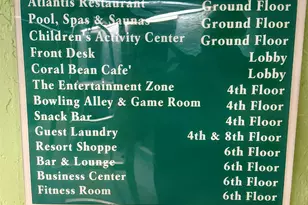 Atlantis Restaurant Ground Floor
Pool, Spas & Saunas Ground Floor
Children's Activity Center Ground Floor
Front Desk Lobby
Coral Bean Cafe' Lobby
The Entertainment Zone 4th Floor
Bowling Alley & Game Room 4th Floor
Snack Bar 4th Floor
Guest Laundry 4th & 8th Floor
Resort Shoppe 6th Floor
Bar & Lounge 6th Floor
Business Center 6th Floor
Fitness Room 6th Floor